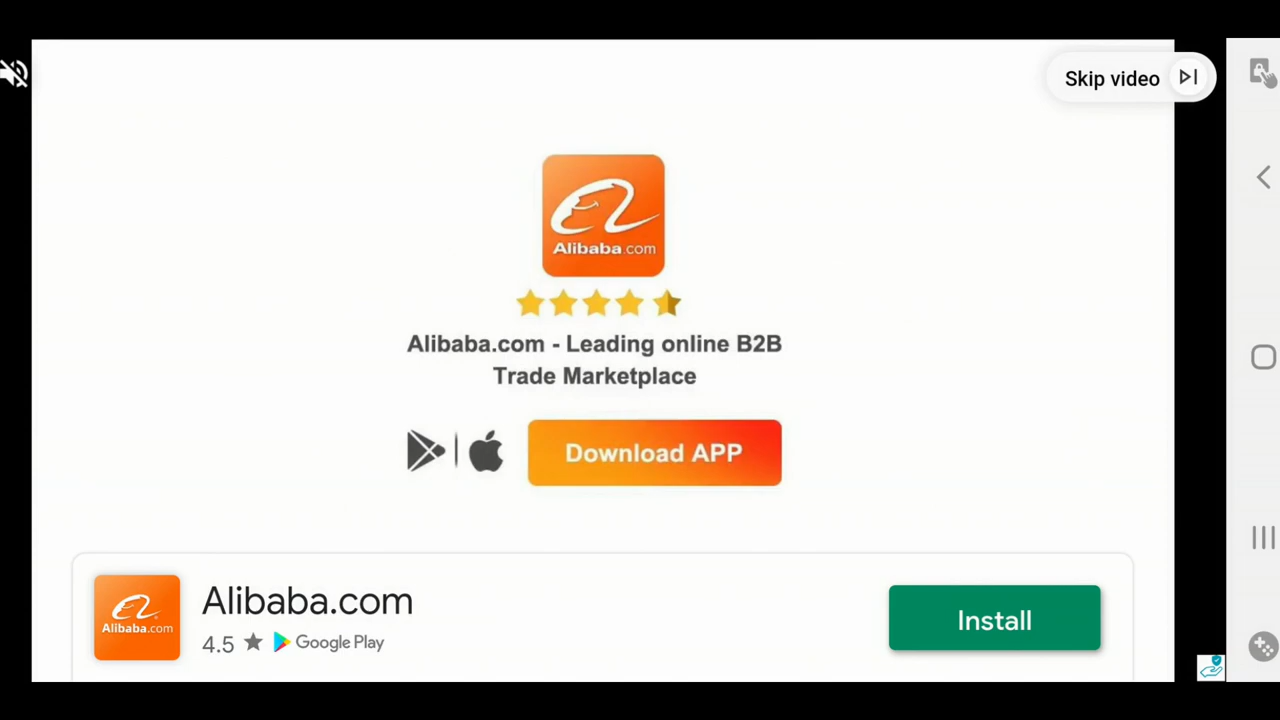 Skip video
Alibaba.com
Alibaba.com - Leading online B2B
Trade Marketplace
Download APP
Alibaba.com
Alibaba.com
4.5 ★ Google Play
Install